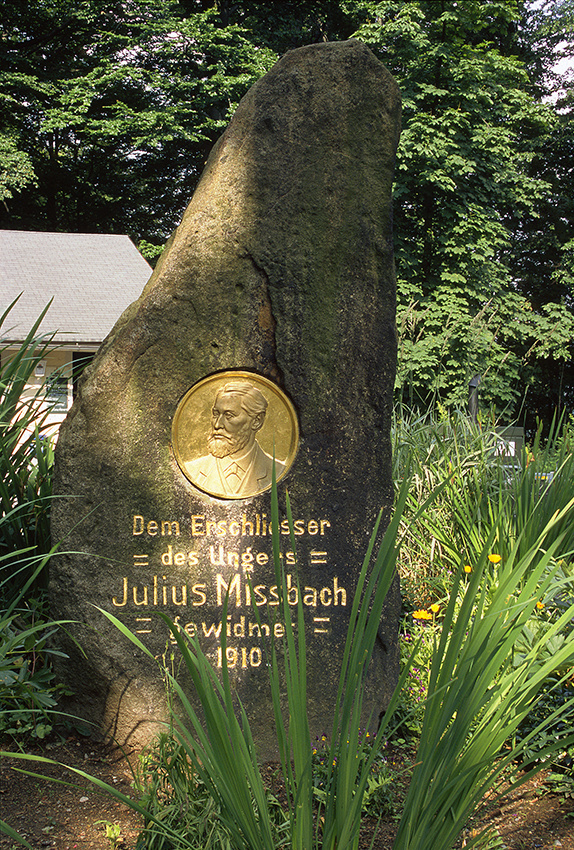 Dem Erschliesser
= des Ungers =
Julius Missbach
= gewidmet =
1910